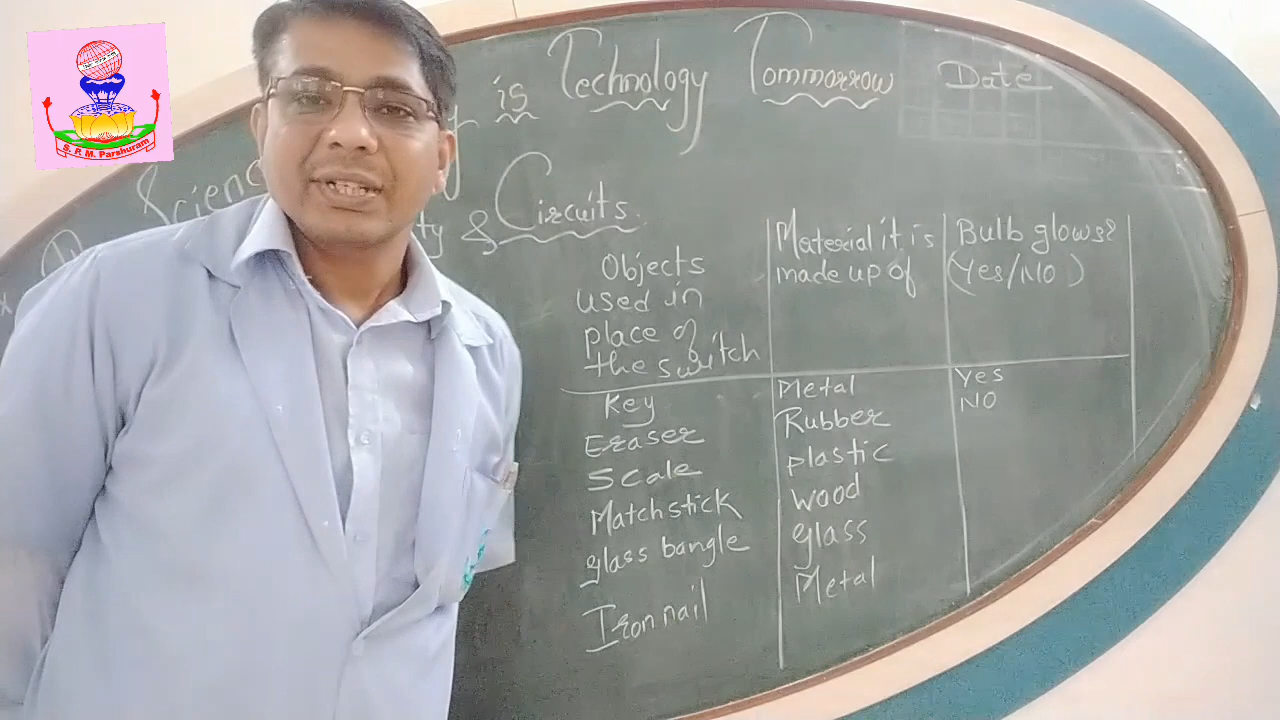 S. R. M. Parshuram
is Technology Tommorrow
Date
& Circuits
Objects
used in
place of
the switch
Material it is
made up of
Bulb glows?
(Yes/No)
Key Metal Yes
Eraser Rubber NO
Scale plastic
Matchstick Wood
glass bangle glass
Iron nail Metal